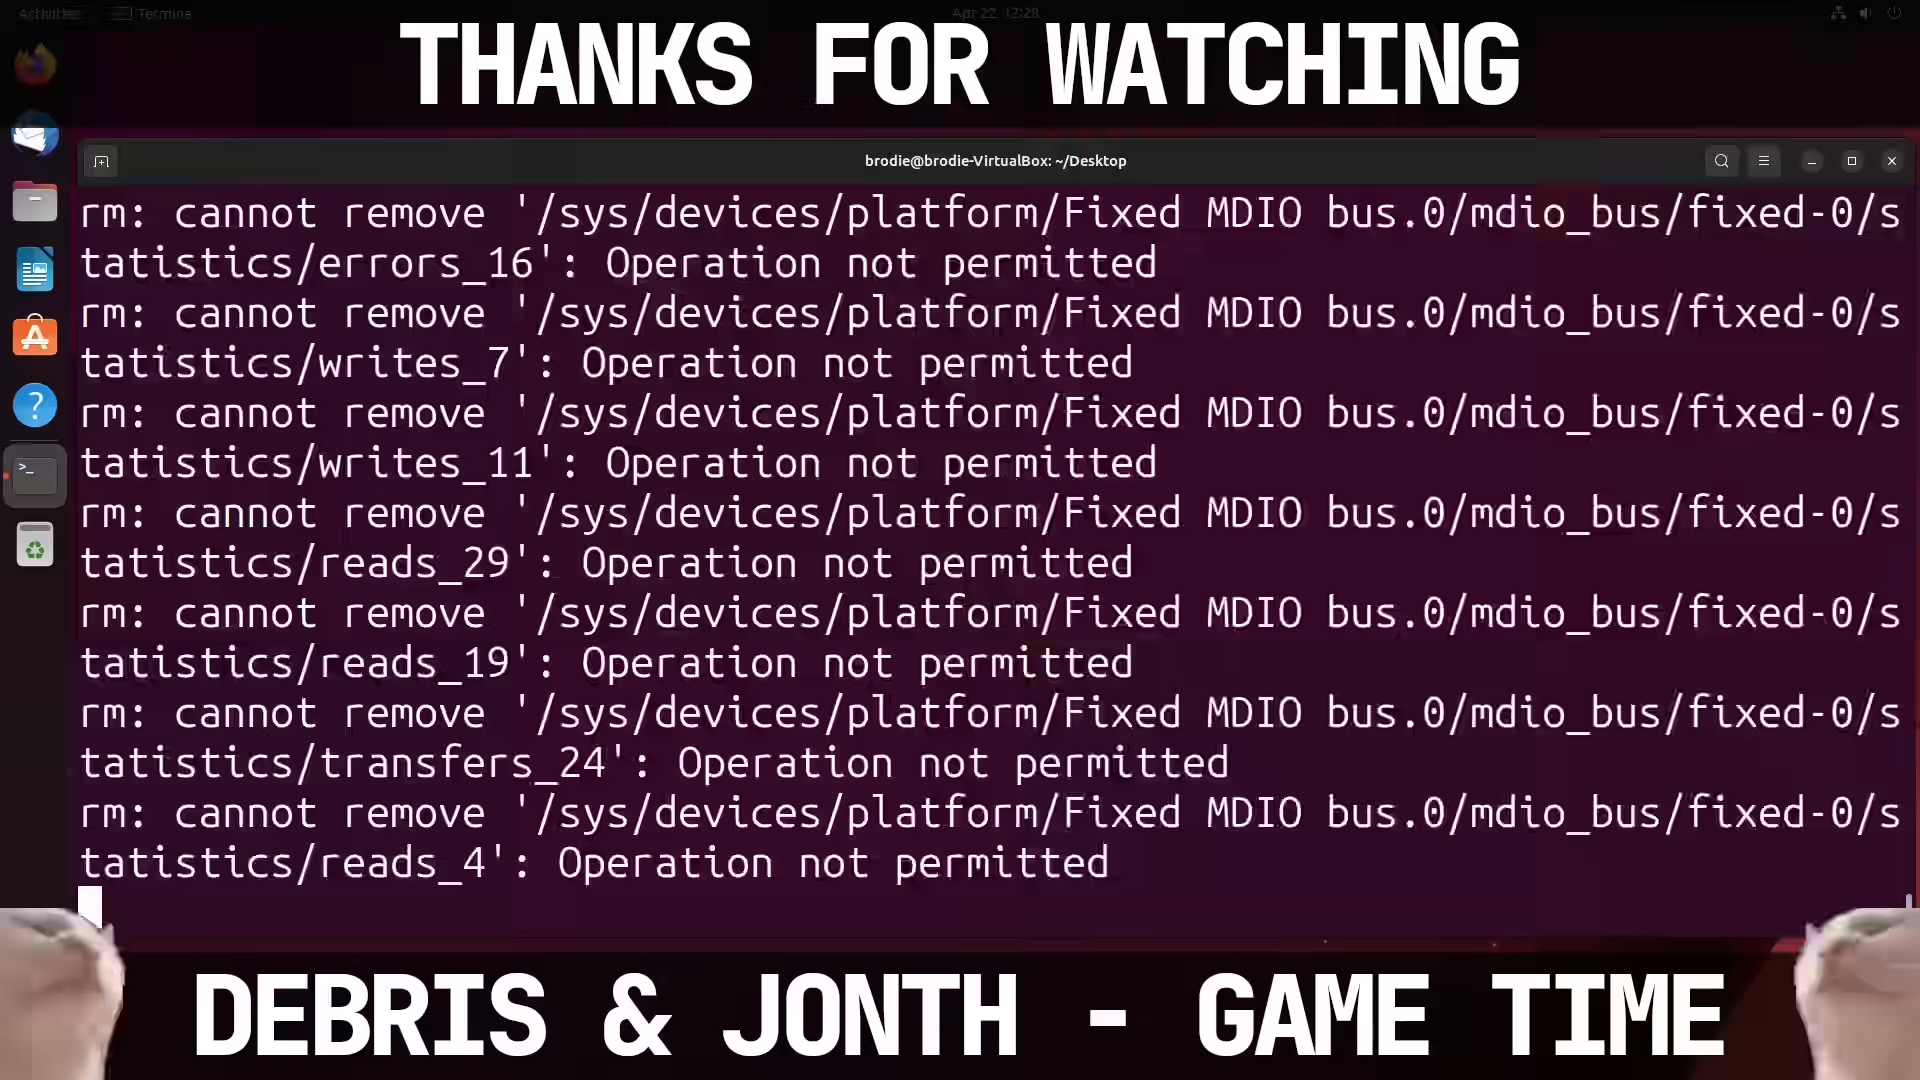 Activities
Terminal
Apr 22 12:28
THANKS FOR WATCHING
brodie@brodie-VirtualBox: ~/Desktop
rm: cannot remove '/sys/devices/platform/Fixed MDIO bus.0/mdio_bus/fixed-0/s
tatistics/errors_16': Operation not permitted
rm: cannot remove '/sys/devices/platform/Fixed MDIO bus.0/mdio_bus/fixed-0/s
tatistics/writes_7': Operation not permitted
rm: cannot remove '/sys/devices/platform/Fixed MDIO bus.0/mdio_bus/fixed-0/s
tatistics/writes_11': Operation not permitted
rm: cannot remove '/sys/devices/platform/Fixed MDIO bus.0/mdio_bus/fixed-0/s
tatistics/reads_29': Operation not permitted
rm: cannot remove '/sys/devices/platform/Fixed MDIO bus.0/mdio_bus/fixed-0/s
tatistics/reads_19': Operation not permitted
rm: cannot remove '/sys/devices/platform/Fixed MDIO bus.0/mdio_bus/fixed-0/s
tatistics/transfers_24': Operation not permitted
rm: cannot remove '/sys/devices/platform/Fixed MDIO bus.0/mdio_bus/fixed-0/s
tatistics/reads_4': Operation not permitted
DEBRIS & JONTH - GAME TIME